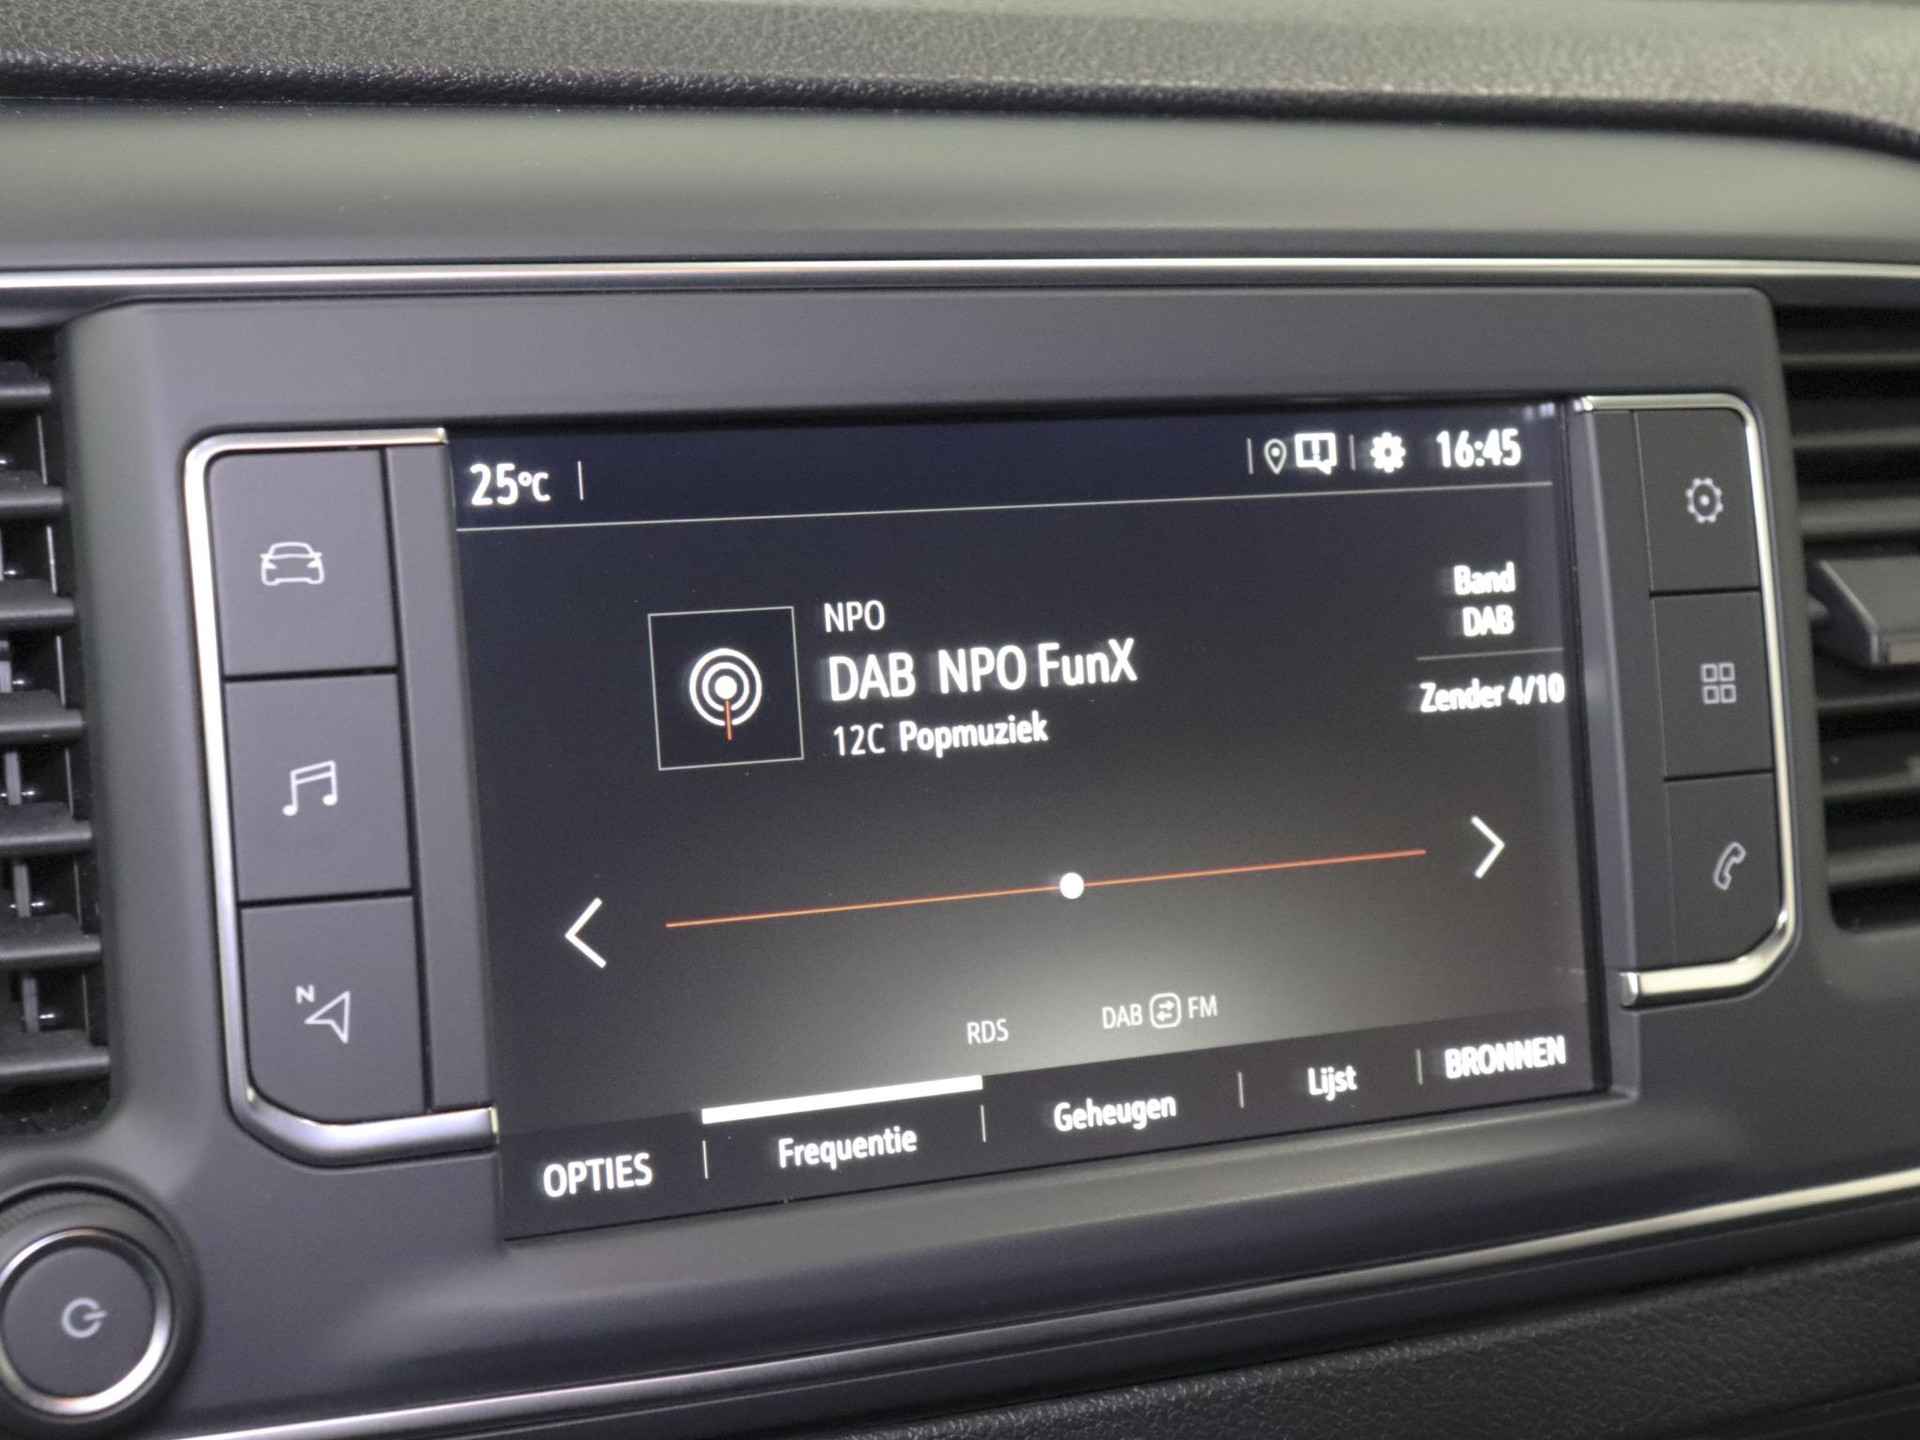 25°C
16:45
NPO
DAB NPO FunX
12C Popmuziek
Band
DAB
Zender 4/10
RDS
DAB FM
OPTIES
Frequentie
Geheugen
Lijst
BRONNEN
N